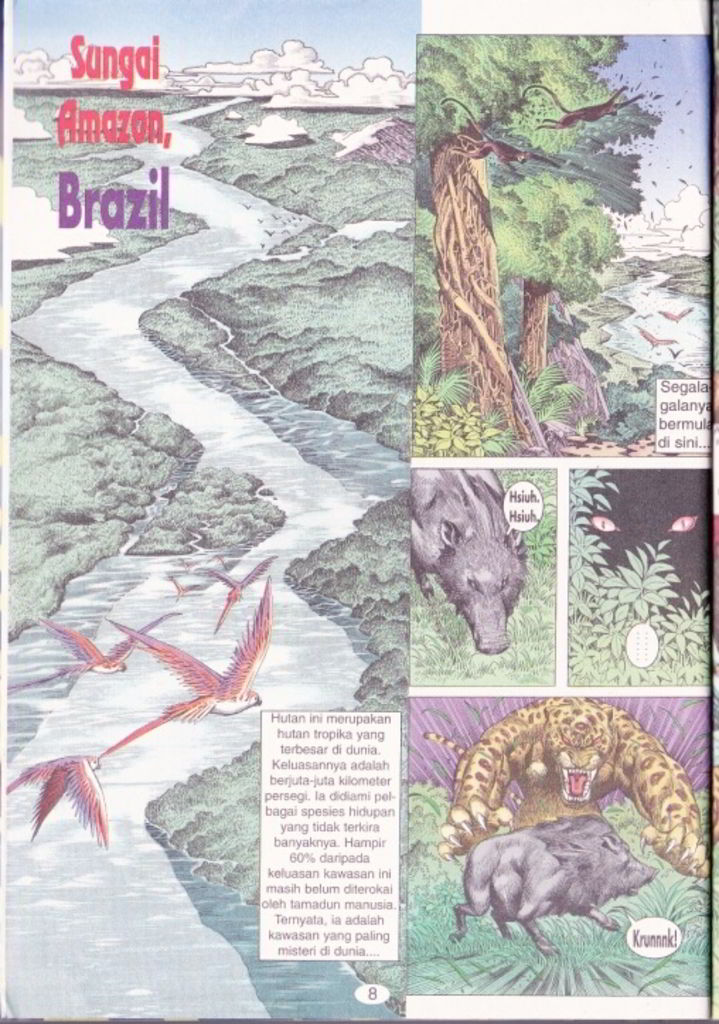 Sungai
Amazon,
Brazil
Segala-
galanya
bermula
di sini...
Hsiuh.
Hsiuh.
Hutan ini merupakan
hutan tropika yang
terbesar di dunia.
Keluasannya adalah
berjuta-juta kilometer
persegi. Ia didiami pel-
bagai spesies hidupan
yang tidak terkira
banyaknya. Hampir
60% daripada
keluasan kawasan ini
masih belum diterokai
oleh tamadun manusia.
Ternyata, ia adalah
kawasan yang paling
misteri di dunia....
Krunnnk!
8